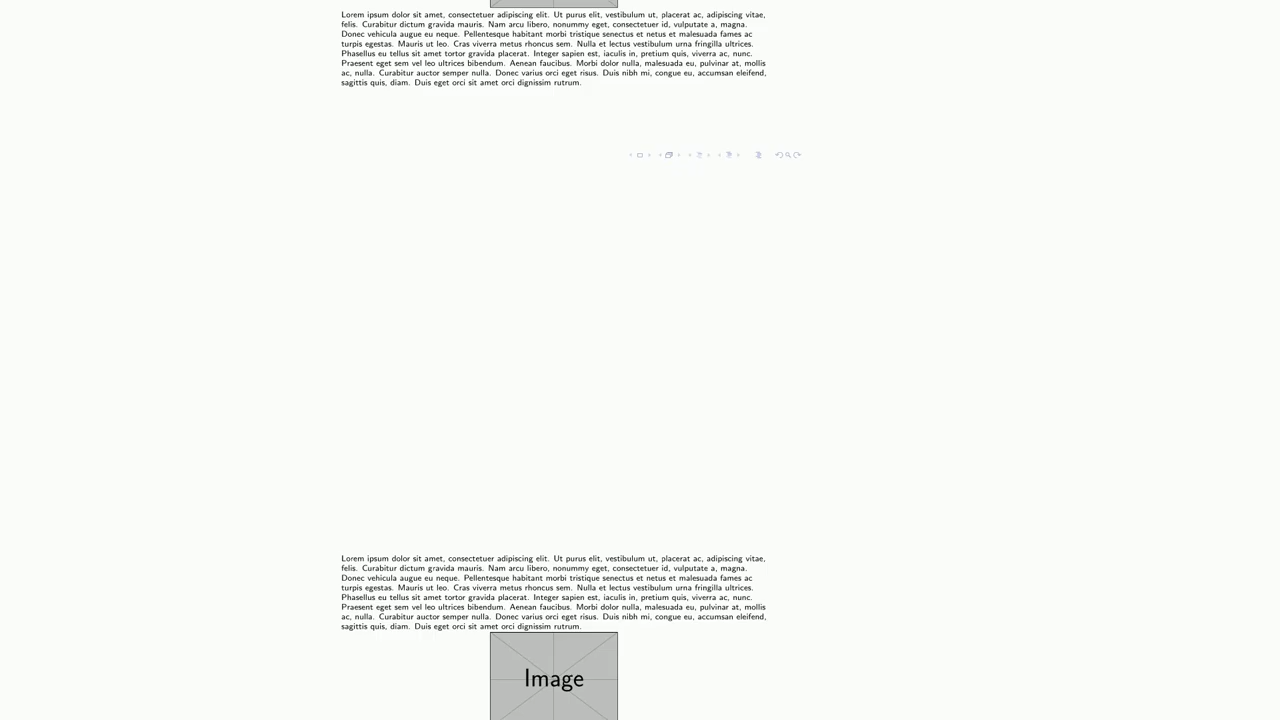 Lorem ipsum dolor sit amet, consectetuer adipiscing elit. Ut purus elit, vestibulum ut, placerat ac, adipiscing vitae,
felis. Curabitur dictum gravida mauris. Nam arcu libero, nonummy eget, consectetuer id, vulputate a, magna.
Donec vehicula augue eu neque. Pellentesque habitant morbi tristique senectus et netus et malesuada fames ac
turpis egestas. Mauris ut leo. Cras viverra metus rhoncus sem. Nulla et lectus vestibulum urna fringilla ultrices.
Phasellus eu tellus sit amet tortor gravida placerat. Integer sapien est, iaculis in, pretium quis, viverra ac, nunc.
Praesent eget sem vel leo ultrices bibendum. Aenean faucibus. Morbi dolor nulla, malesuada eu, pulvinar at, mollis
ac, nulla. Curabitur auctor semper nulla. Donec varius orci eget risus. Duis nibh mi, congue eu, accumsan eleifend,
sagittis quis, diam. Duis eget orci sit amet orci dignissim rutrum.
Lorem ipsum dolor sit amet, consectetuer adipiscing elit. Ut purus elit, vestibulum ut, placerat ac, adipiscing vitae,
felis. Curabitur dictum gravida mauris. Nam arcu libero, nonummy eget, consectetuer id, vulputate a, magna.
Donec vehicula augue eu neque. Pellentesque habitant morbi tristique senectus et netus et malesuada fames ac
turpis egestas. Mauris ut leo. Cras viverra metus rhoncus sem. Nulla et lectus vestibulum urna fringilla ultrices.
Phasellus eu tellus sit amet tortor gravida placerat. Integer sapien est, iaculis in, pretium quis, viverra ac, nunc.
Praesent eget sem vel leo ultrices bibendum. Aenean faucibus. Morbi dolor nulla, malesuada eu, pulvinar at, mollis
ac, nulla. Curabitur auctor semper nulla. Donec varius orci eget risus. Duis nibh mi, congue eu, accumsan eleifend,
sagittis quis, diam. Duis eget orci sit amet orci dignissim rutrum.
Image